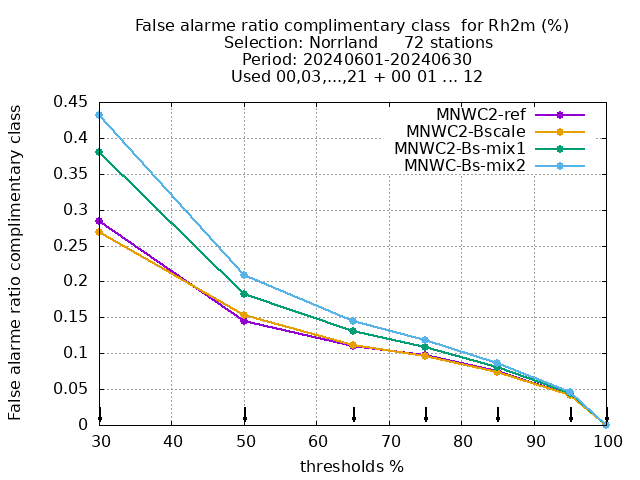 False alarme ratio complimentary class  for Rh2m (%)
Selection: Norrland     72 stations
Period: 20240601-20240630
Used 00,03,...,21 + 00 01 ... 12
False alarme ratio complimentary class
0.45
0.4
0.35
0.3
0.25
0.2
0.15
0.1
0.05
0
MNWC2-ref
MNWC2-Bscale
MNWC2-Bs-mix1
MNWC-Bs-mix2
30 40 50 60 70 80 90 100
thresholds %